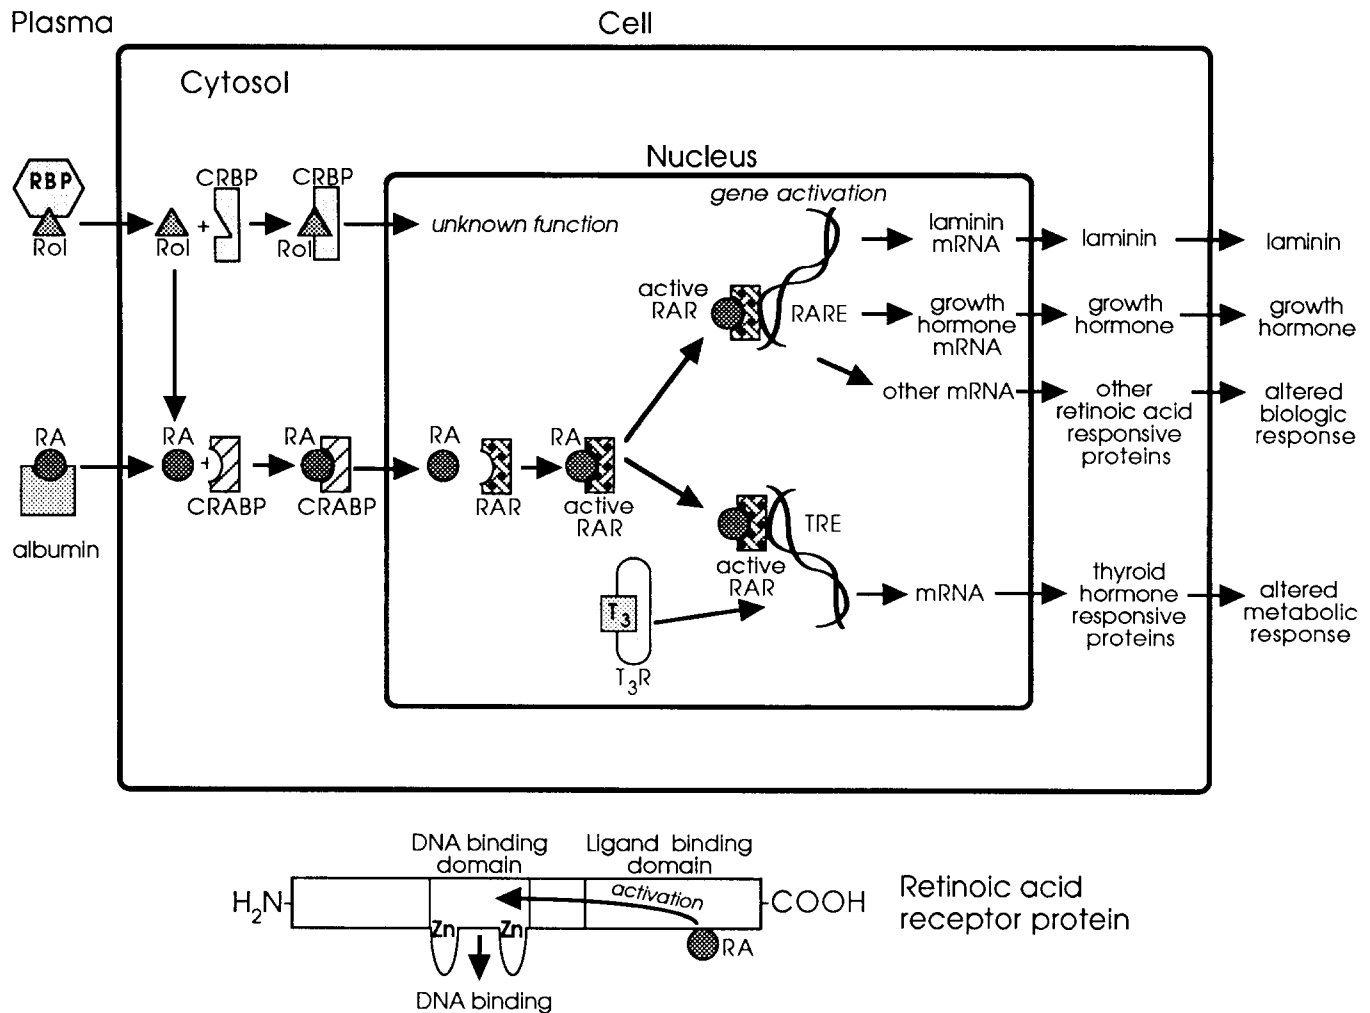 Plasma
Cell
Cytosol
Nucleus
RBP
Rol
Rol
+
CRBP
CRBP
Rol
unknown function
gene activation
active
RAR
RARE
laminin
mRNA
laminin
laminin
growth
hormone
mRNA
growth
hormone
growth
hormone
other mRNA
other
retinoic acid
responsive
proteins
altered
biologic
response
RA
albumin
RA
+
CRABP
RA
CRABP
RA
RAR
RA
active
RAR
active
RAR
TRE
T3
T3R
mRNA
thyroid
hormone
responsive
proteins
altered
metabolic
response
DNA binding
domain
Ligand binding
domain
H2N
activation
COOH
Zn
Zn
RA
DNA binding
Retinoic acid
receptor protein